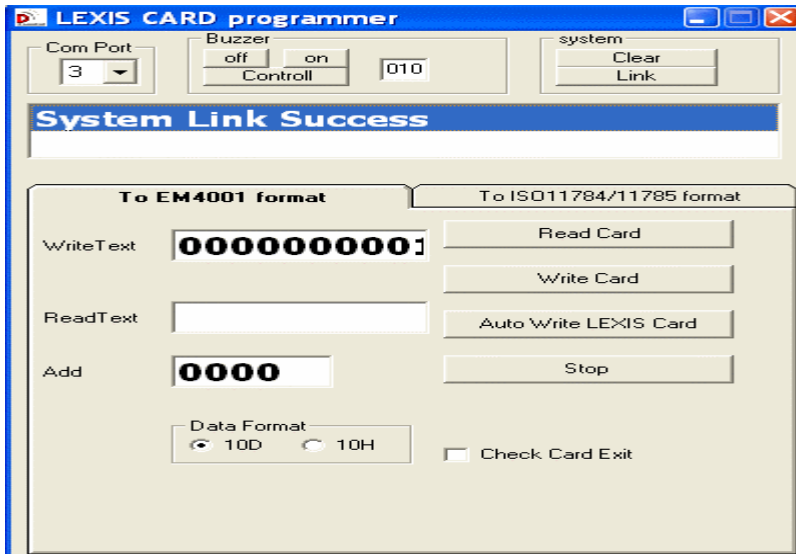 LEXIS CARD programmer
Com Port
3
Buzzer
off on
Controll
010
system
Clear
Link
System Link Success
To EM4001 format
To ISO11784/11785 format
WriteText
0000000001
Read Card
Write Card
ReadText
Auto Write LEXIS Card
Add
0000
Stop
Data Format
10D 10H
Check Card Exit